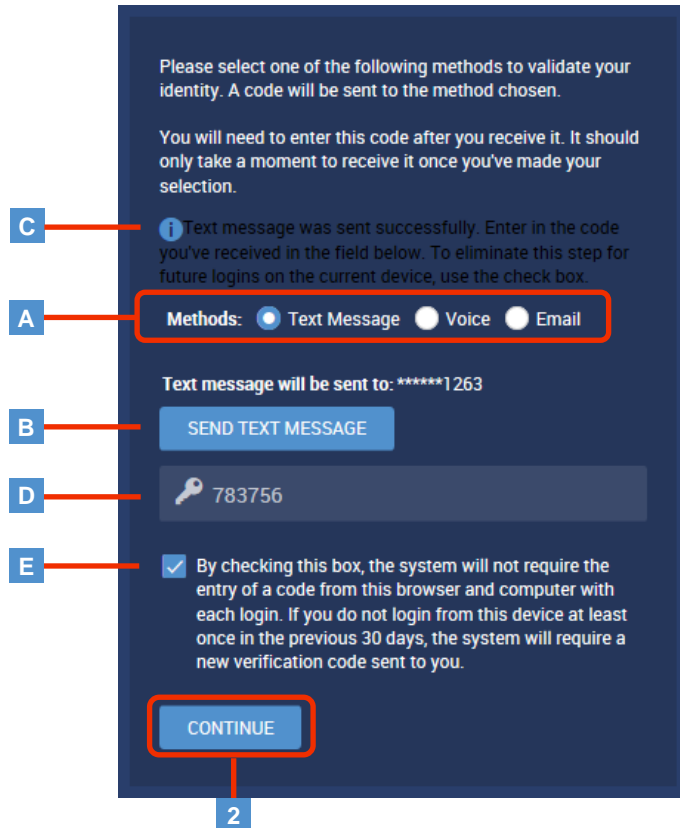 Please select one of the following methods to validate your
identity. A code will be sent to the method chosen.
You will need to enter this code after you receive it. It should
only take a moment to receive it once you've made your
selection.
C
Text message was sent successfully. Enter in the code
you've received in the field below. To eliminate this step for
future logins on the current device, use the check box.
A
Methods: Text Message Voice Email
Text message will be sent to: ******1263
B
SEND TEXT MESSAGE
D
783756
E
By checking this box, the system will not require the
entry of a code from this browser and computer with
each login. If you do not login from this device at least
once in the previous 30 days, the system will require a
new verification code sent to you.
CONTINUE
2